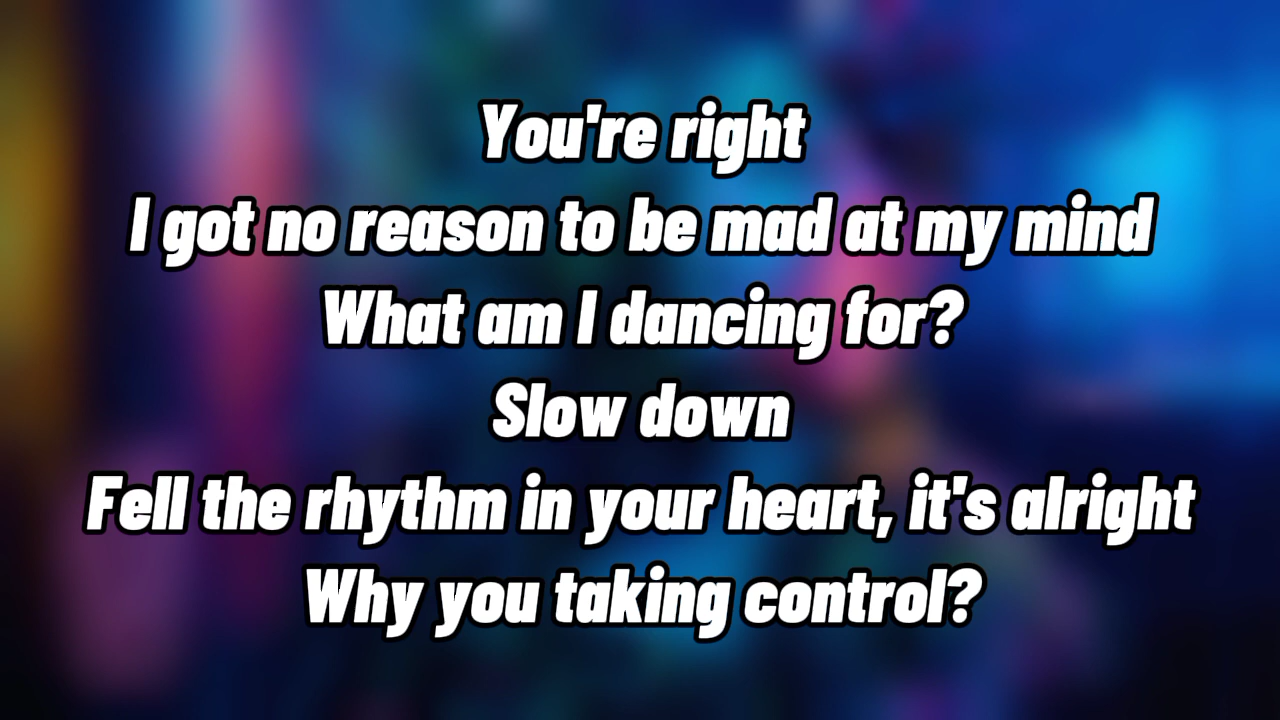 You're right
I got no reason to be mad at my mind
What am I dancing for?
Slow down
Fell the rhythm in your heart, it's alright
Why you taking control?